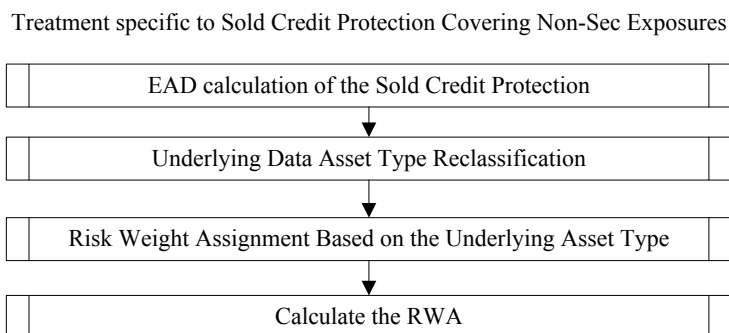 Treatment specific to Sold Credit Protection Covering Non-Sec Exposures
EAD calculation of the Sold Credit Protection
Underlying Data Asset Type Reclassification
Risk Weight Assignment Based on the Underlying Asset Type
Calculate the RWA